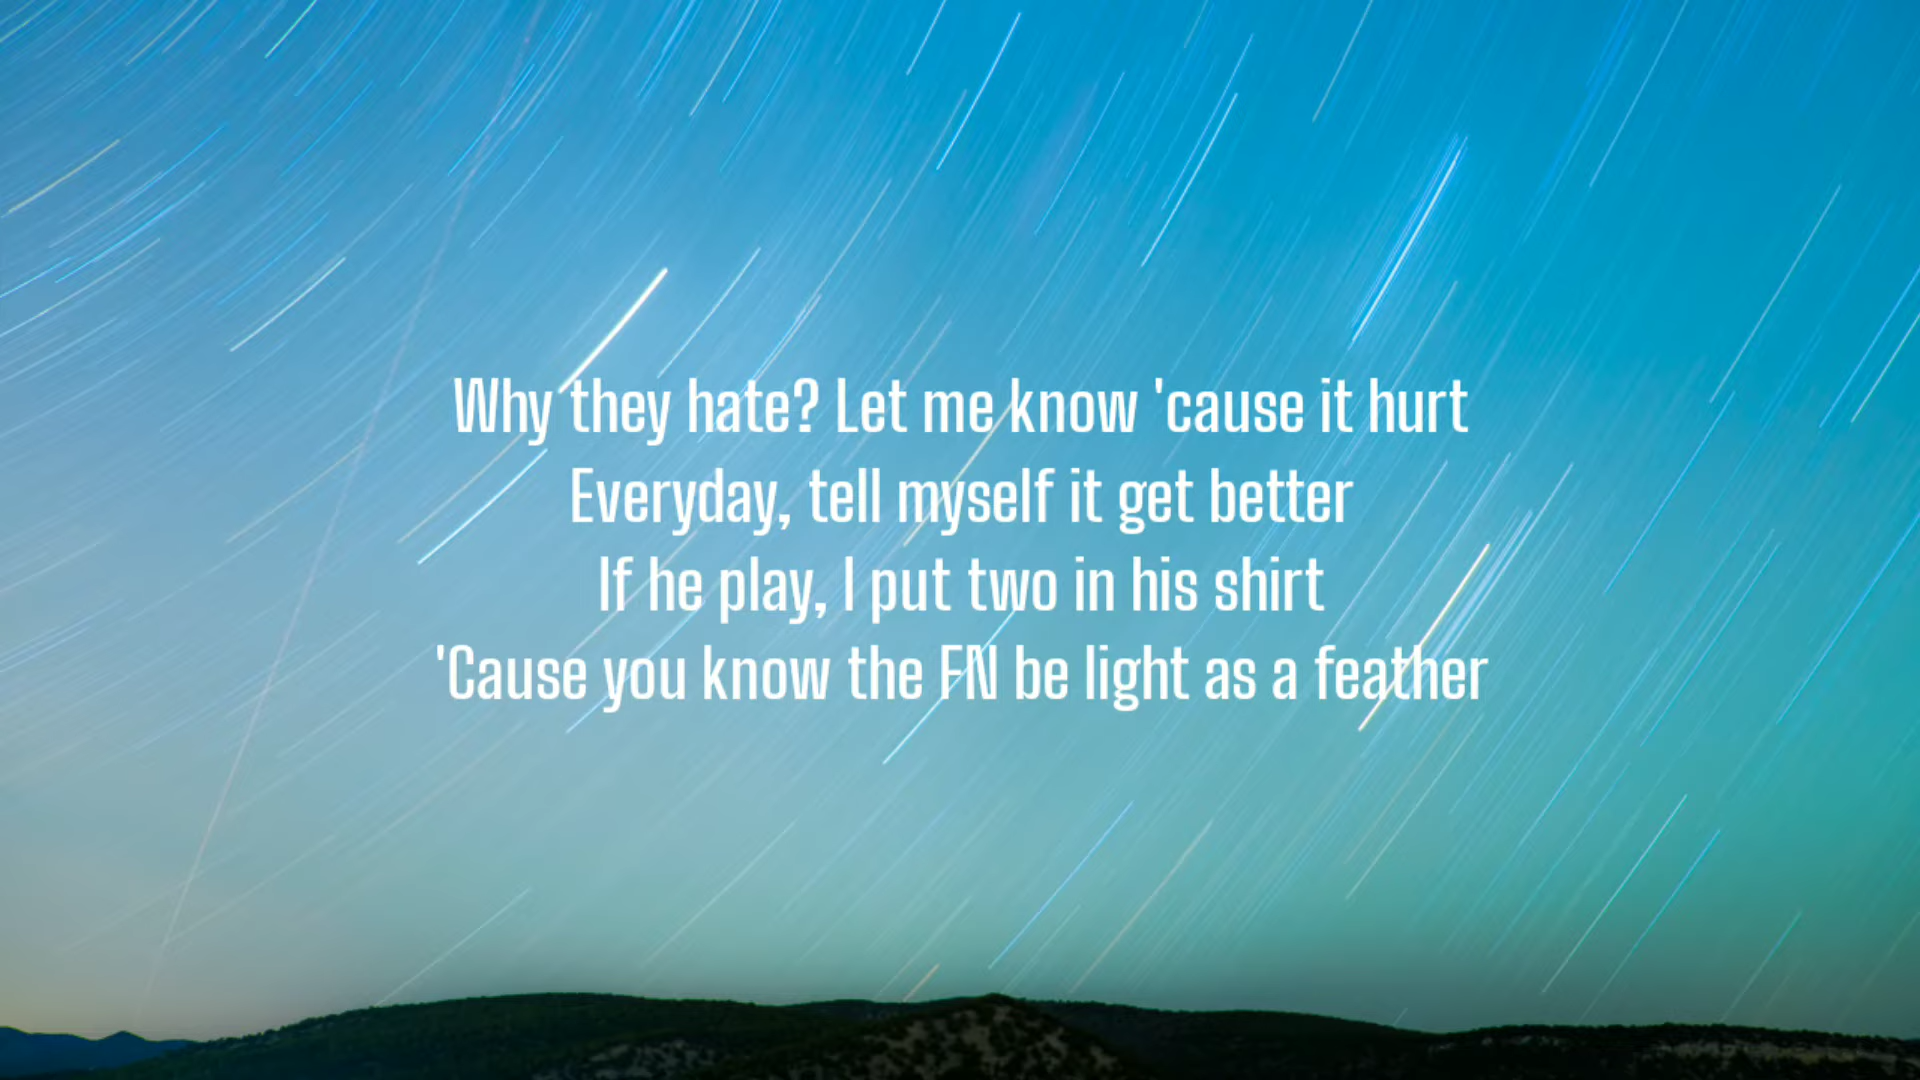 Why they hate? Let me know 'cause it hurt
Everyday, tell myself it get better
If he play, I put two in his shirt
'Cause you know the FN be light as a feather